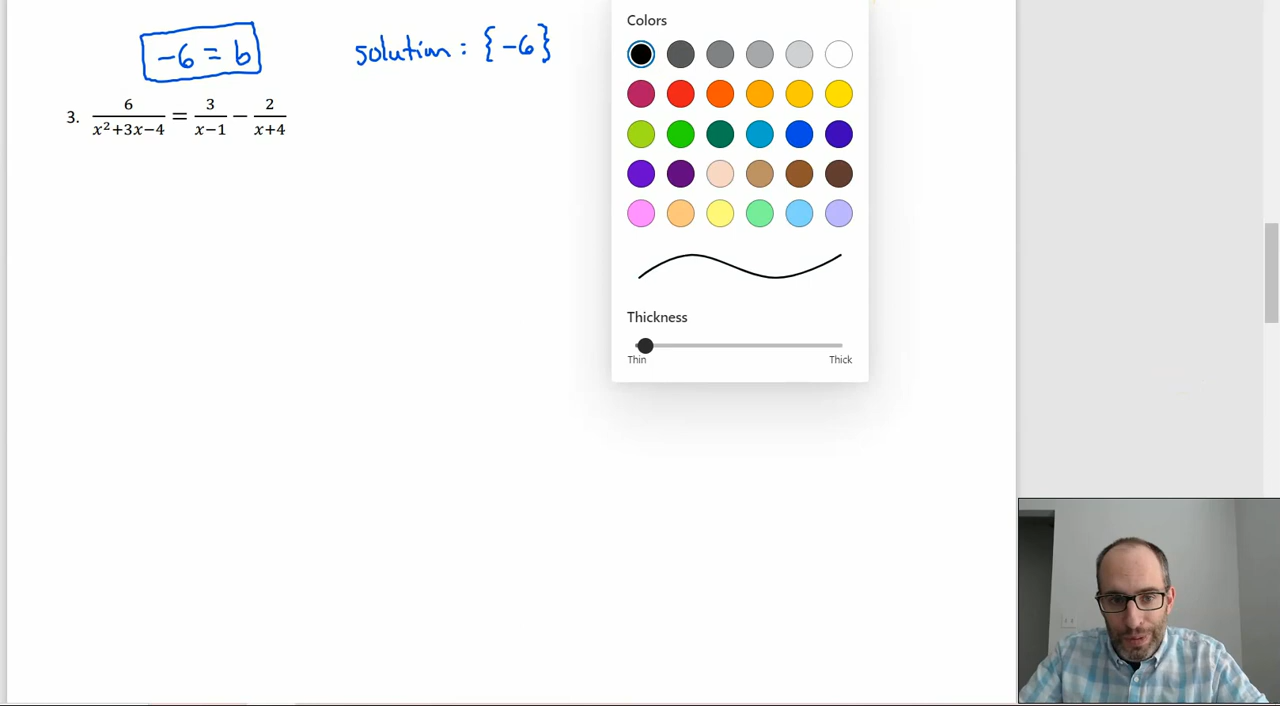 -6 = b
solution : {-6}
3. 6/(x²+3x−4) = 3/(x−1) − 2/(x+4)
Colors
Thickness
Thin Thick